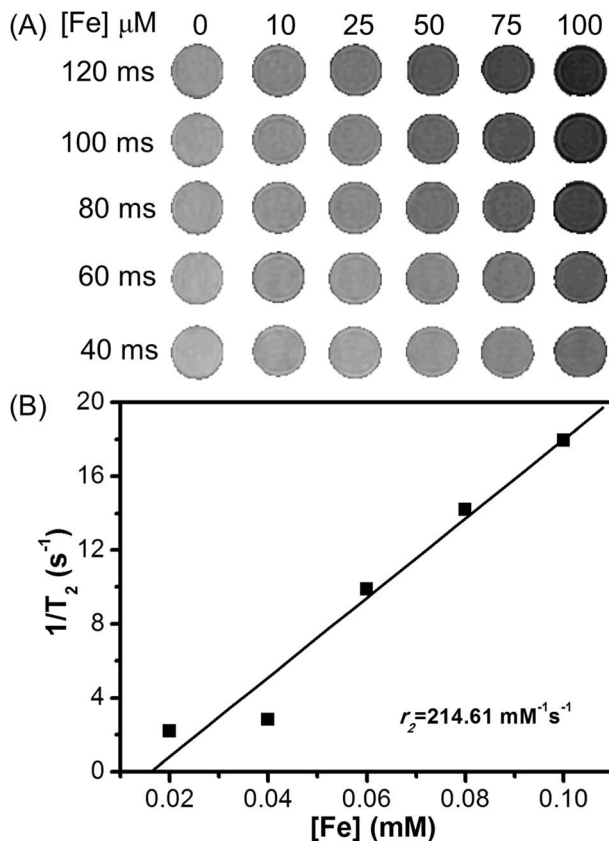 (A) [Fe] μM 0 10 25 50 75 100
120 ms
100 ms
80 ms
60 ms
40 ms
(B)
20
16
12
8
4
0
1/T₂ (s⁻¹)
r₂=214.61 mM⁻¹s⁻¹
0.02 0.04 0.06 0.08 0.10
[Fe] (mM)